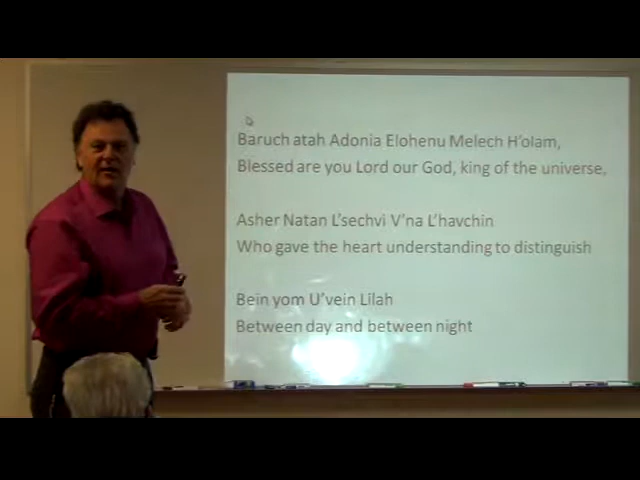 Baruch atah Adonia Elohenu Melech H'olam,
Blessed are you Lord our God, king of the universe,
Asher Natan L'sechvi V'na L'havchin
Who gave the heart understanding to distinguish
Bein yom U'vein Lilah
Between day and between night